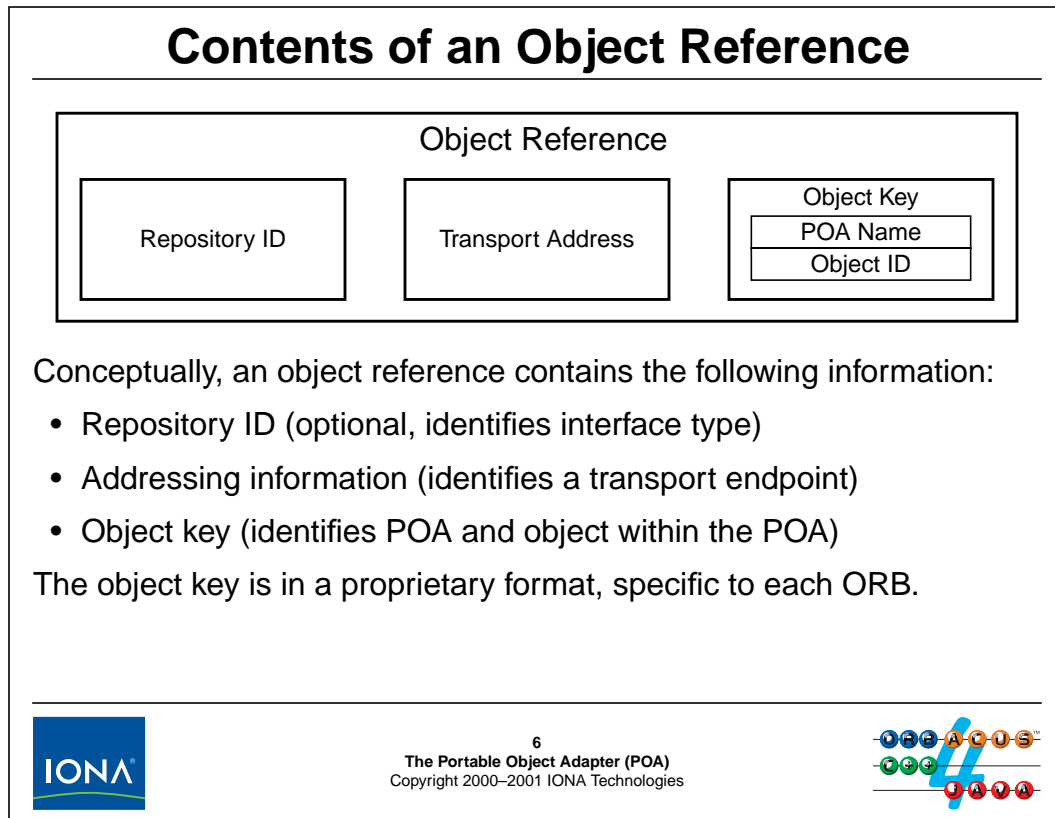 Contents of an Object Reference
Object Reference
Repository ID
Transport Address
Object Key
POA Name
Object ID
Conceptually, an object reference contains the following information:
• Repository ID (optional, identifies interface type)
• Addressing information (identifies a transport endpoint)
• Object key (identifies POA and object within the POA)
The object key is in a proprietary format, specific to each ORB.
IONA®
6
The Portable Object Adapter (POA)
Copyright 2000–2001 IONA Technologies
ORBACUS™
C++
4
JAVA